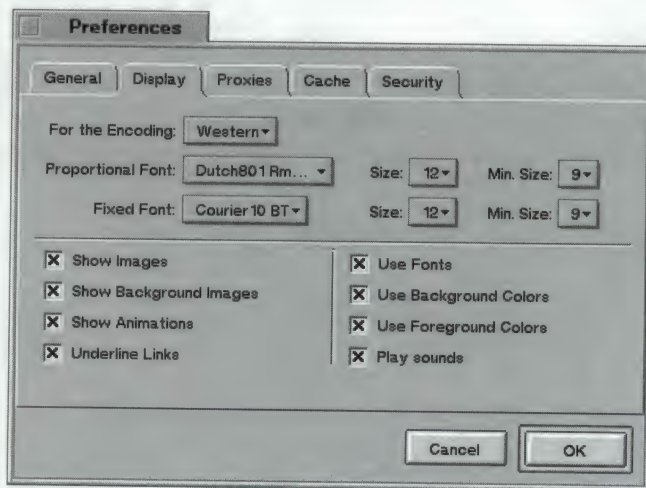 Preferences
General Display Proxies Cache Security
For the Encoding: Western
Proportional Font: Dutch801 Rm... Size: 12 Min. Size: 9
Fixed Font: Courier10 BT Size: 12 Min. Size: 9
Show Images
Show Background Images
Show Animations
Underline Links
Use Fonts
Use Background Colors
Use Foreground Colors
Play sounds
Cancel OK